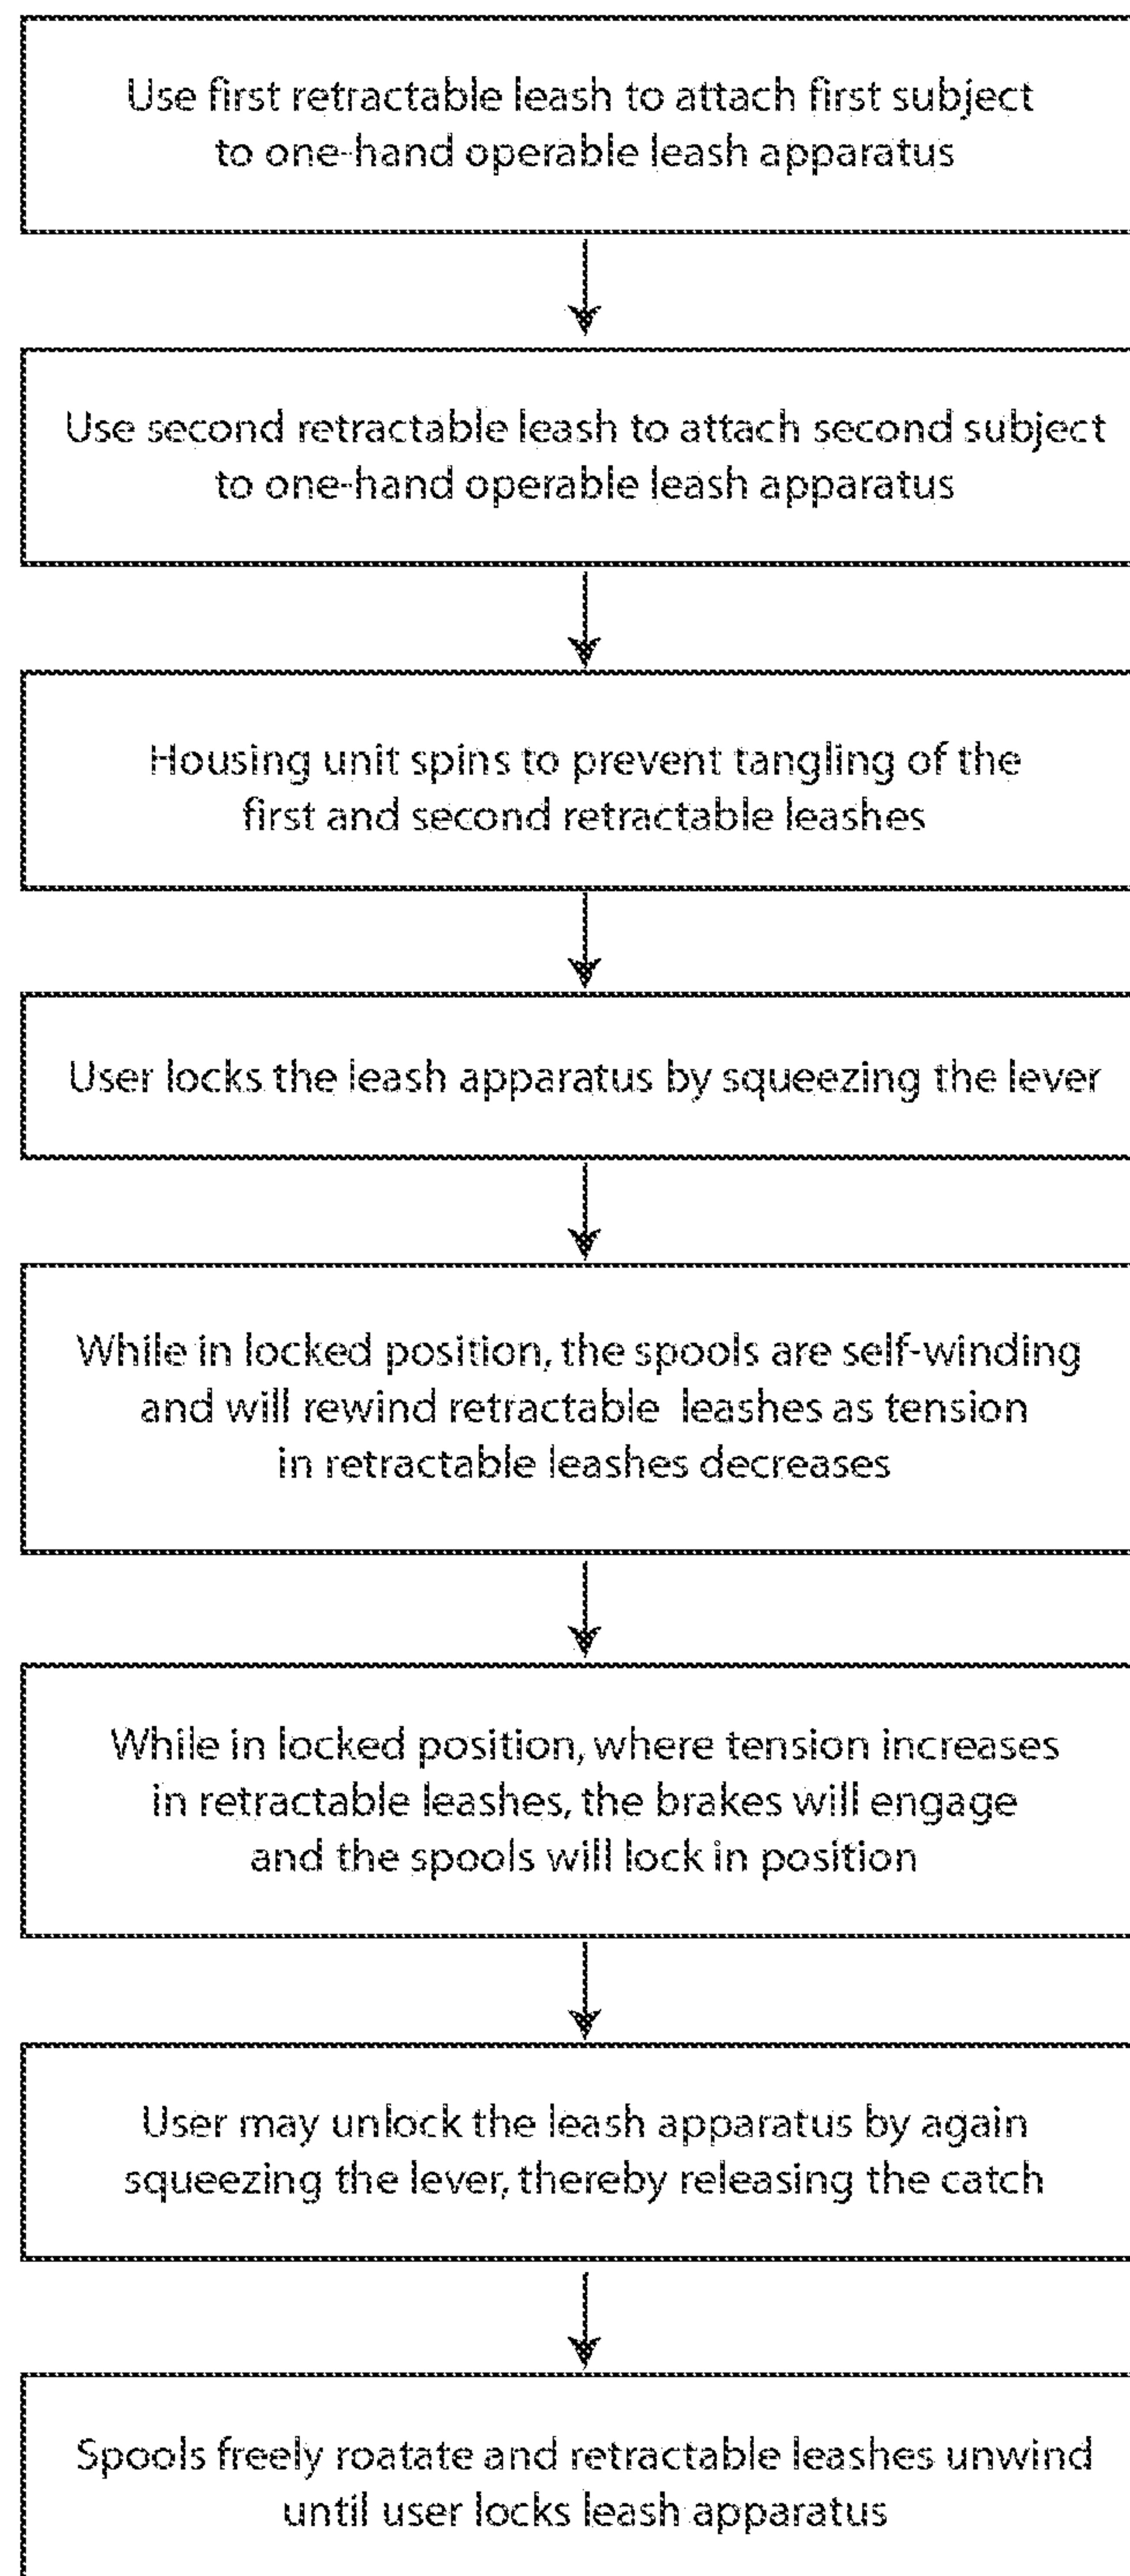 Use first retractable leash to attach first subject
to one-hand operable leash apparatus
Use second retractable leash to attach second subject
to one-hand operable leash apparatus
Housing unit spins to prevent tangling of the
first and second retractable leashes
User locks the leash apparatus by squeezing the lever
While in locked position, the spools are self-winding
and will rewind retractable leashes as tension
in retractable leashes decreases
While in locked position, where tension increases
in retractable leashes, the brakes will engage
and the spools will lock in position
User may unlock the leash apparatus by again
squeezing the lever, thereby releasing the catch
Spools freely roatate and retractable leashes unwind
until user locks leash apparatus